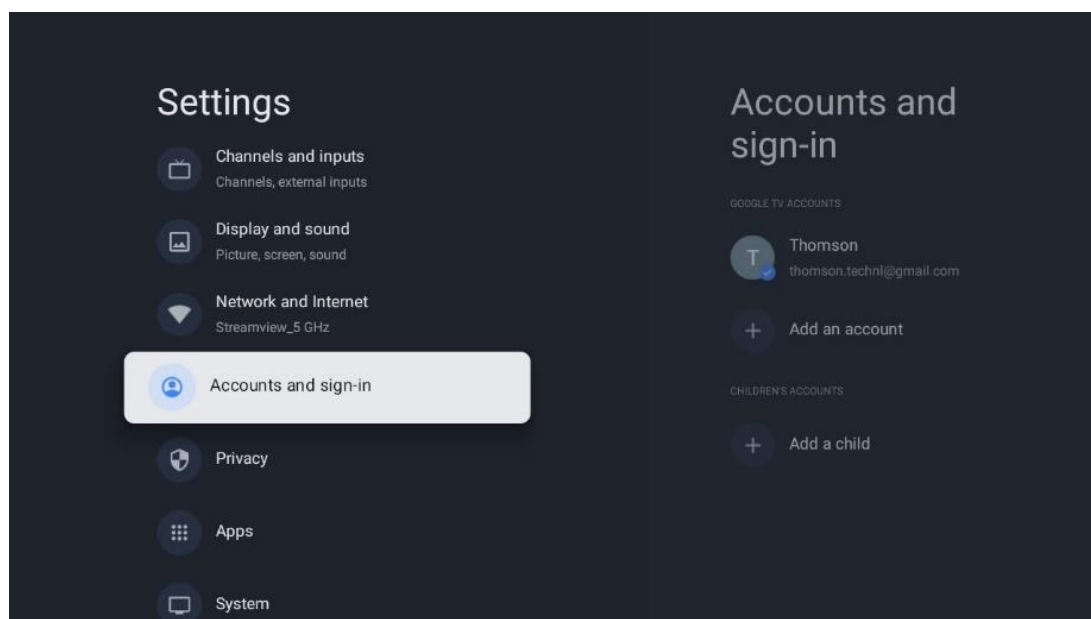 Settings
Channels and inputs
Channels, external inputs
Display and sound
Picture, screen, sound
Network and Internet
Streamview_5 GHz
Accounts and sign-in
Privacy
Apps
System
Accounts and
sign-in
GOOGLE TV ACCOUNTS
T
Thomson
thomson.technl@gmail.com
Add an account
CHILDREN'S ACCOUNTS
Add a child